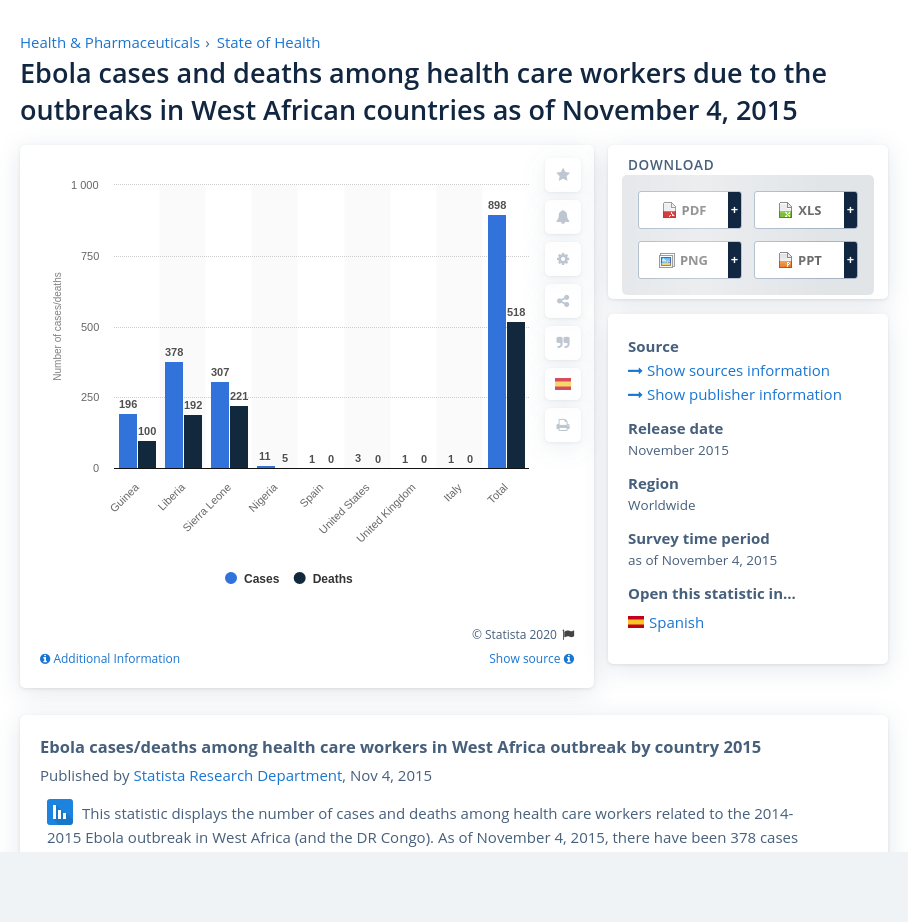 Health & Pharmaceuticals › State of Health
Ebola cases and deaths among health care workers due to the
outbreaks in West African countries as of November 4, 2015
Number of cases/deaths
1 000
750
500
250
0
196
100
378
192
307
221
11
5
1
0
3
0
1
0
1
0
898
518
Guinea
Liberia
Sierra Leone
Nigeria
Spain
United States
United Kingdom
Italy
Total
Cases Deaths
© Statista 2020
Additional Information
Show source
DOWNLOAD
PDF +
XLS +
PNG +
PPT +
Source
Show sources information
Show publisher information
Release date
November 2015
Region
Worldwide
Survey time period
as of November 4, 2015
Open this statistic in...
Spanish
Ebola cases/deaths among health care workers in West Africa outbreak by country 2015
Published by Statista Research Department, Nov 4, 2015
This statistic displays the number of cases and deaths among health care workers related to the 2014-
2015 Ebola outbreak in West Africa (and the DR Congo). As of November 4, 2015, there have been 378 cases